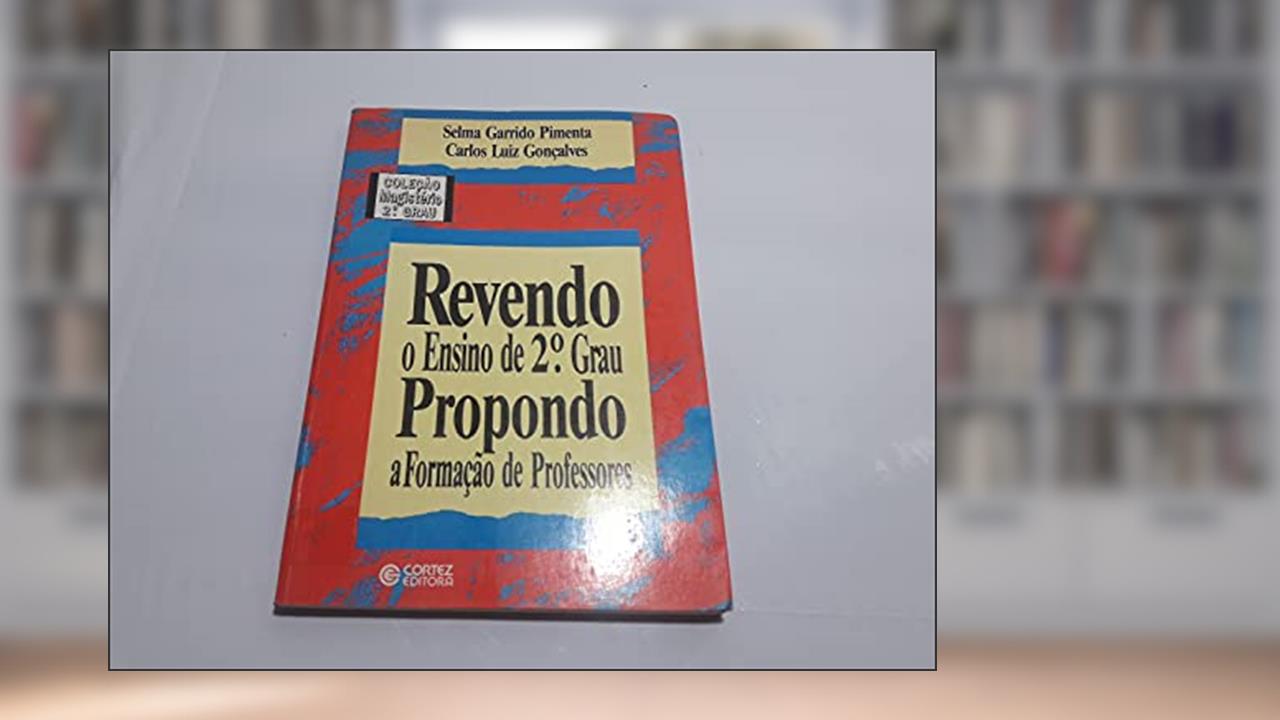 Selma Garrido Pimenta
Carlos Luiz Gonçalves
COLEÇÃO
Magistério
2º GRAU
Revendo
o Ensino de 2º Grau
Propondo
a Formação de Professores
CORTEZ
EDITORA